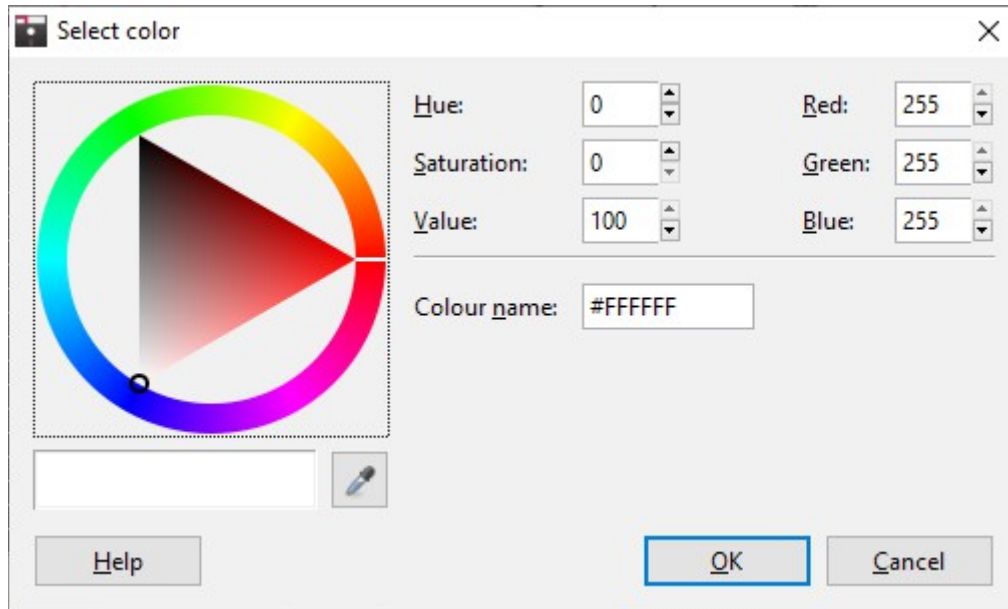 Select color
Hue: 0 Red: 255
Saturation: 0 Green: 255
Value: 100 Blue: 255
Colour name: #FFFFFF
Help OK Cancel